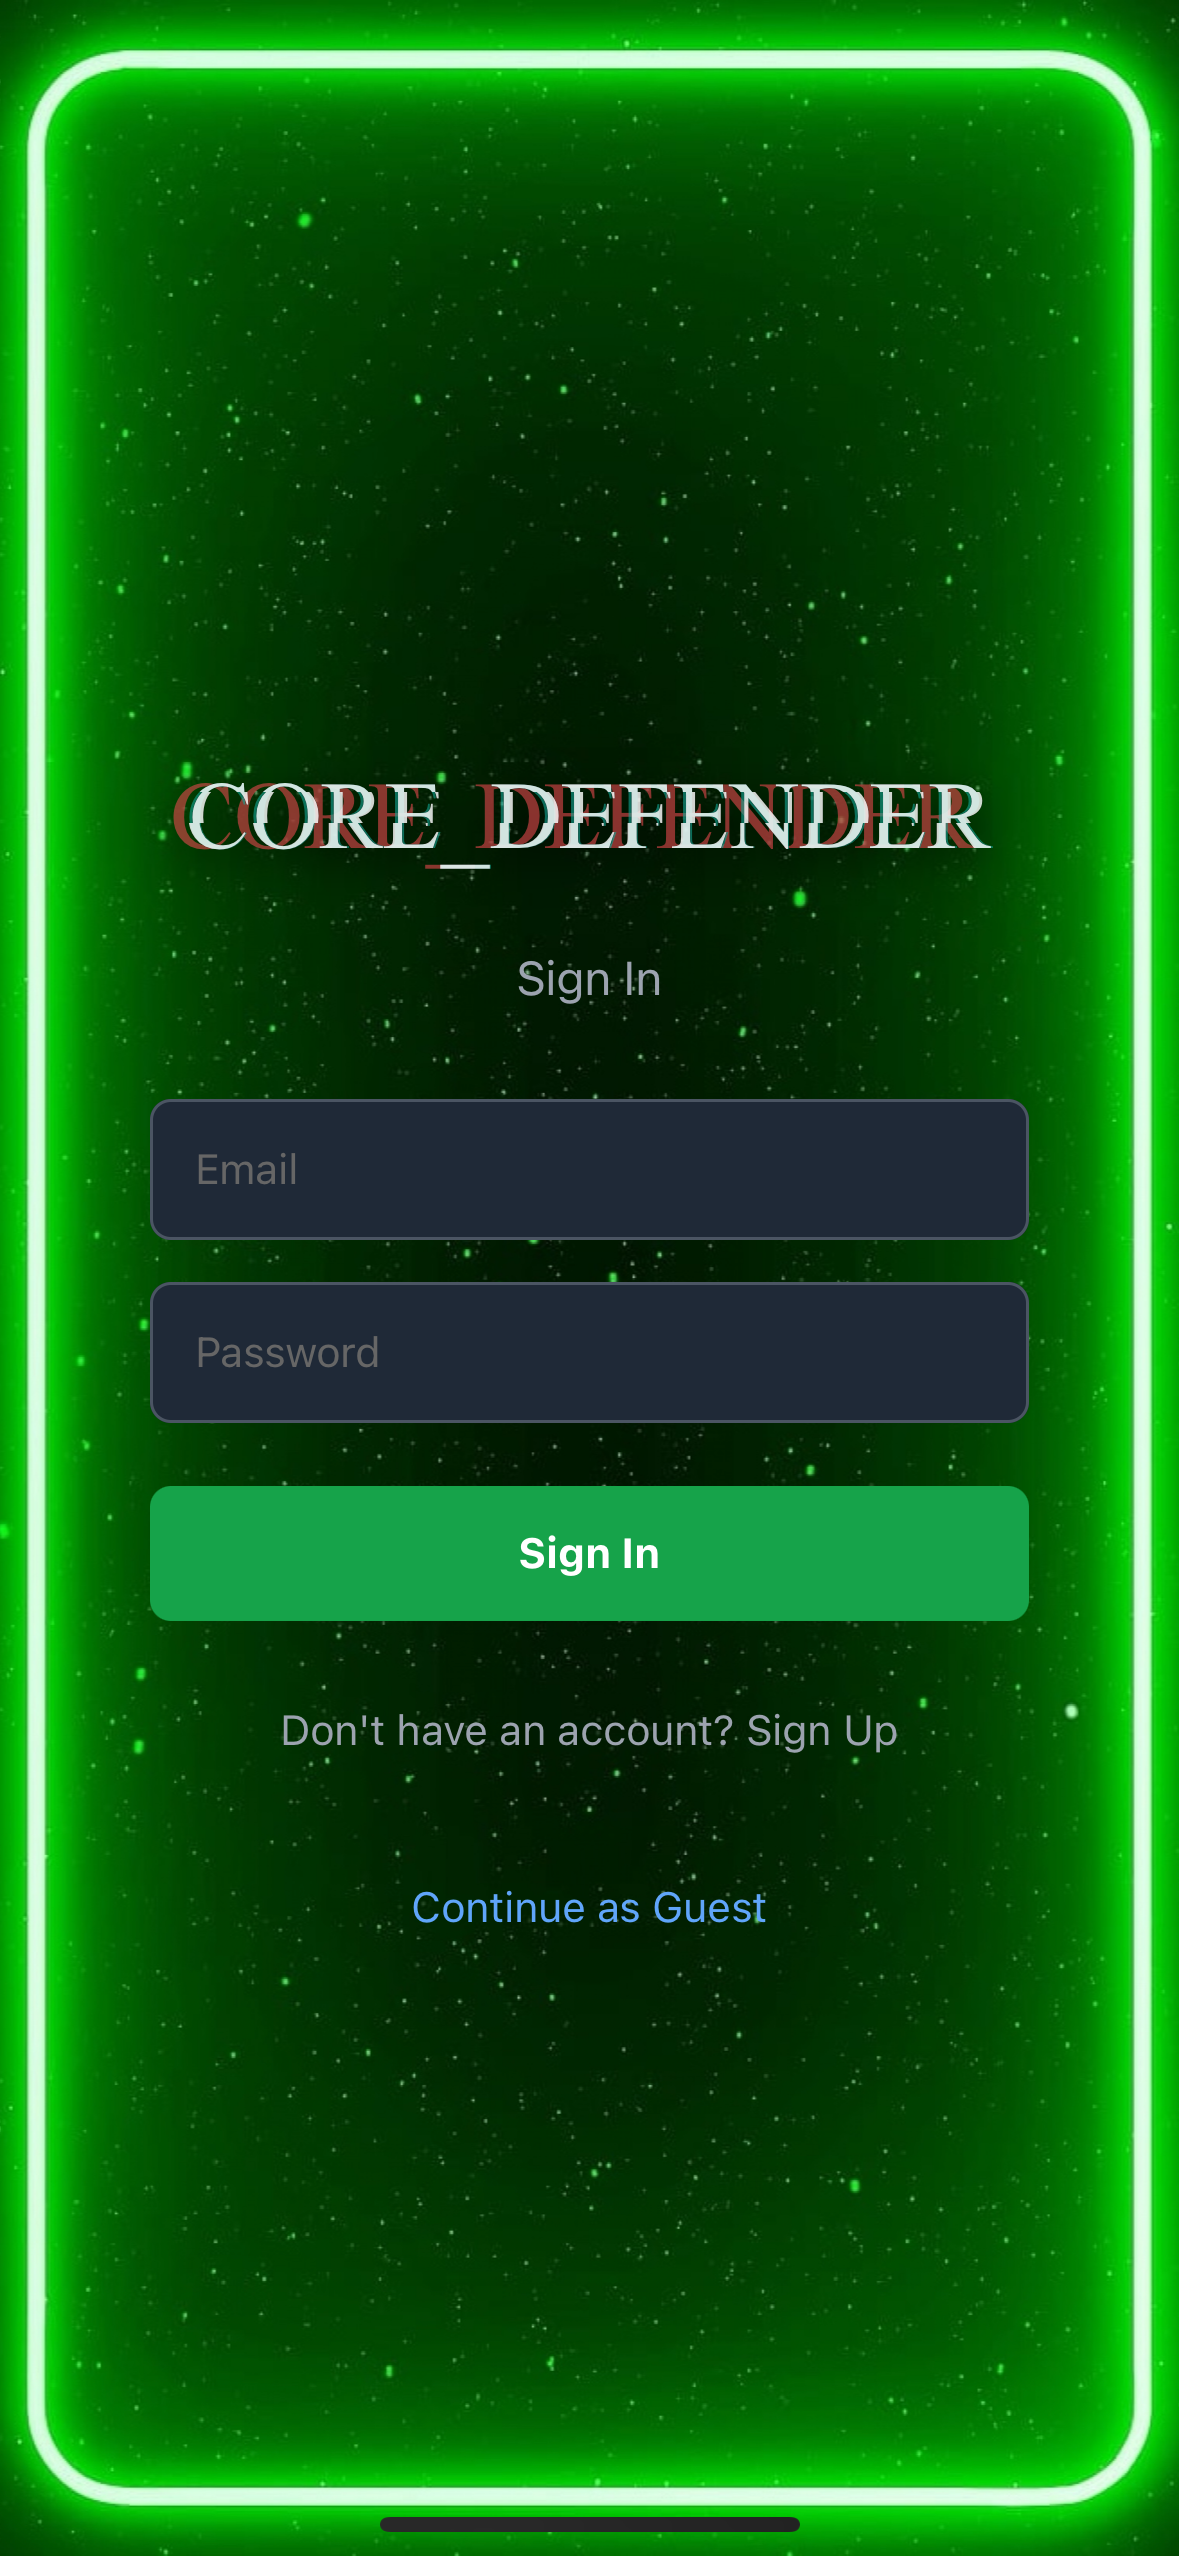 CORE_DEFENDER
Sign In
Email
Password
Sign In
Don't have an account? Sign Up
Continue as Guest